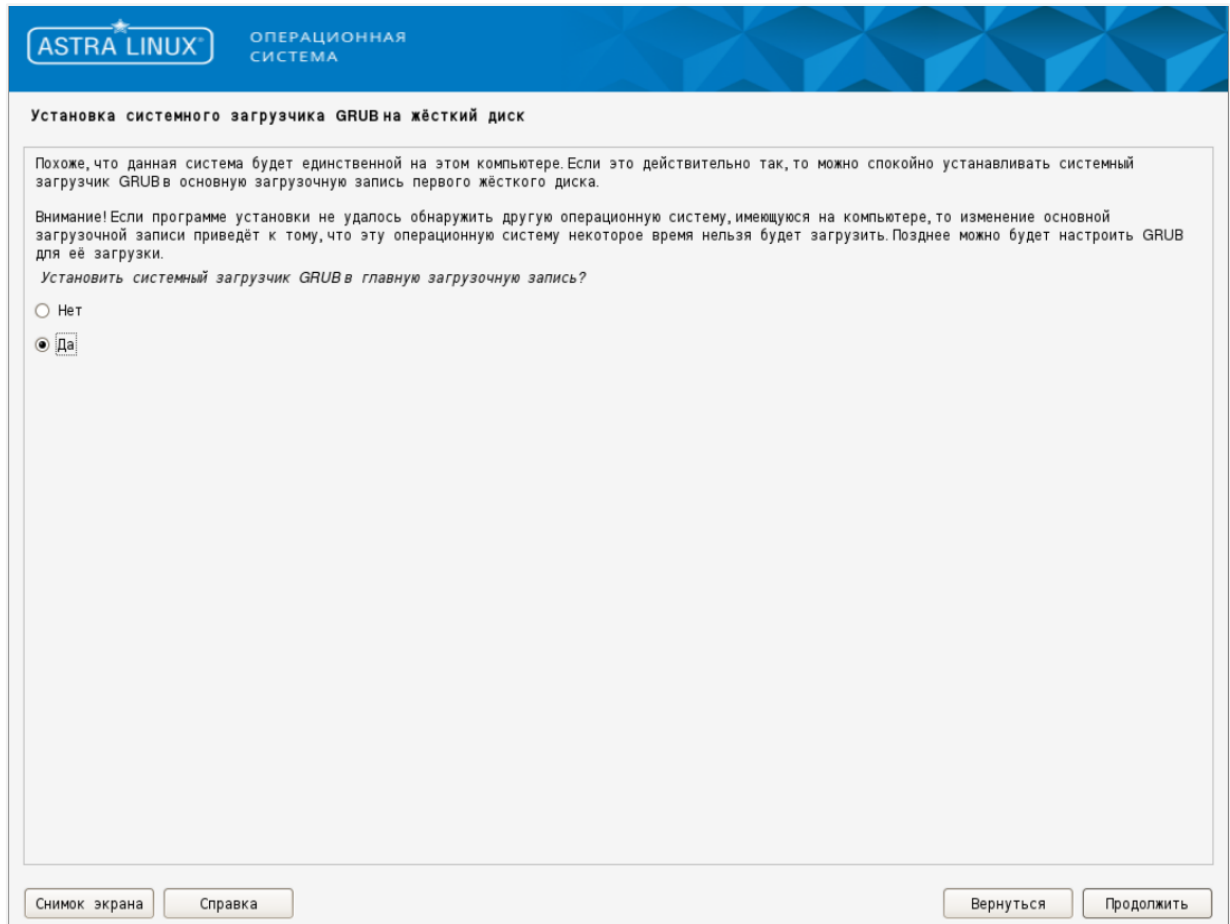 ASTRA LINUX®
ОПЕРАЦИОННАЯ
СИСТЕМА
Установка системного загрузчика GRUB на жёсткий диск
Похоже, что данная система будет единственной на этом компьютере. Если это действительно так, то можно спокойно устанавливать системный
загрузчик GRUB в основную загрузочную запись первого жёсткого диска.
Внимание! Если программе установки не удалось обнаружить другую операционную систему, имеющуюся на компьютере, то изменение основной
загрузочной записи приведёт к тому, что эту операционную систему некоторое время нельзя будет загрузить. Позднее можно будет настроить GRUB
для её загрузки.
Установить системный загрузчик GRUB в главную загрузочную запись?
Нет
Да
Снимок экрана Справка Вернуться Продолжить